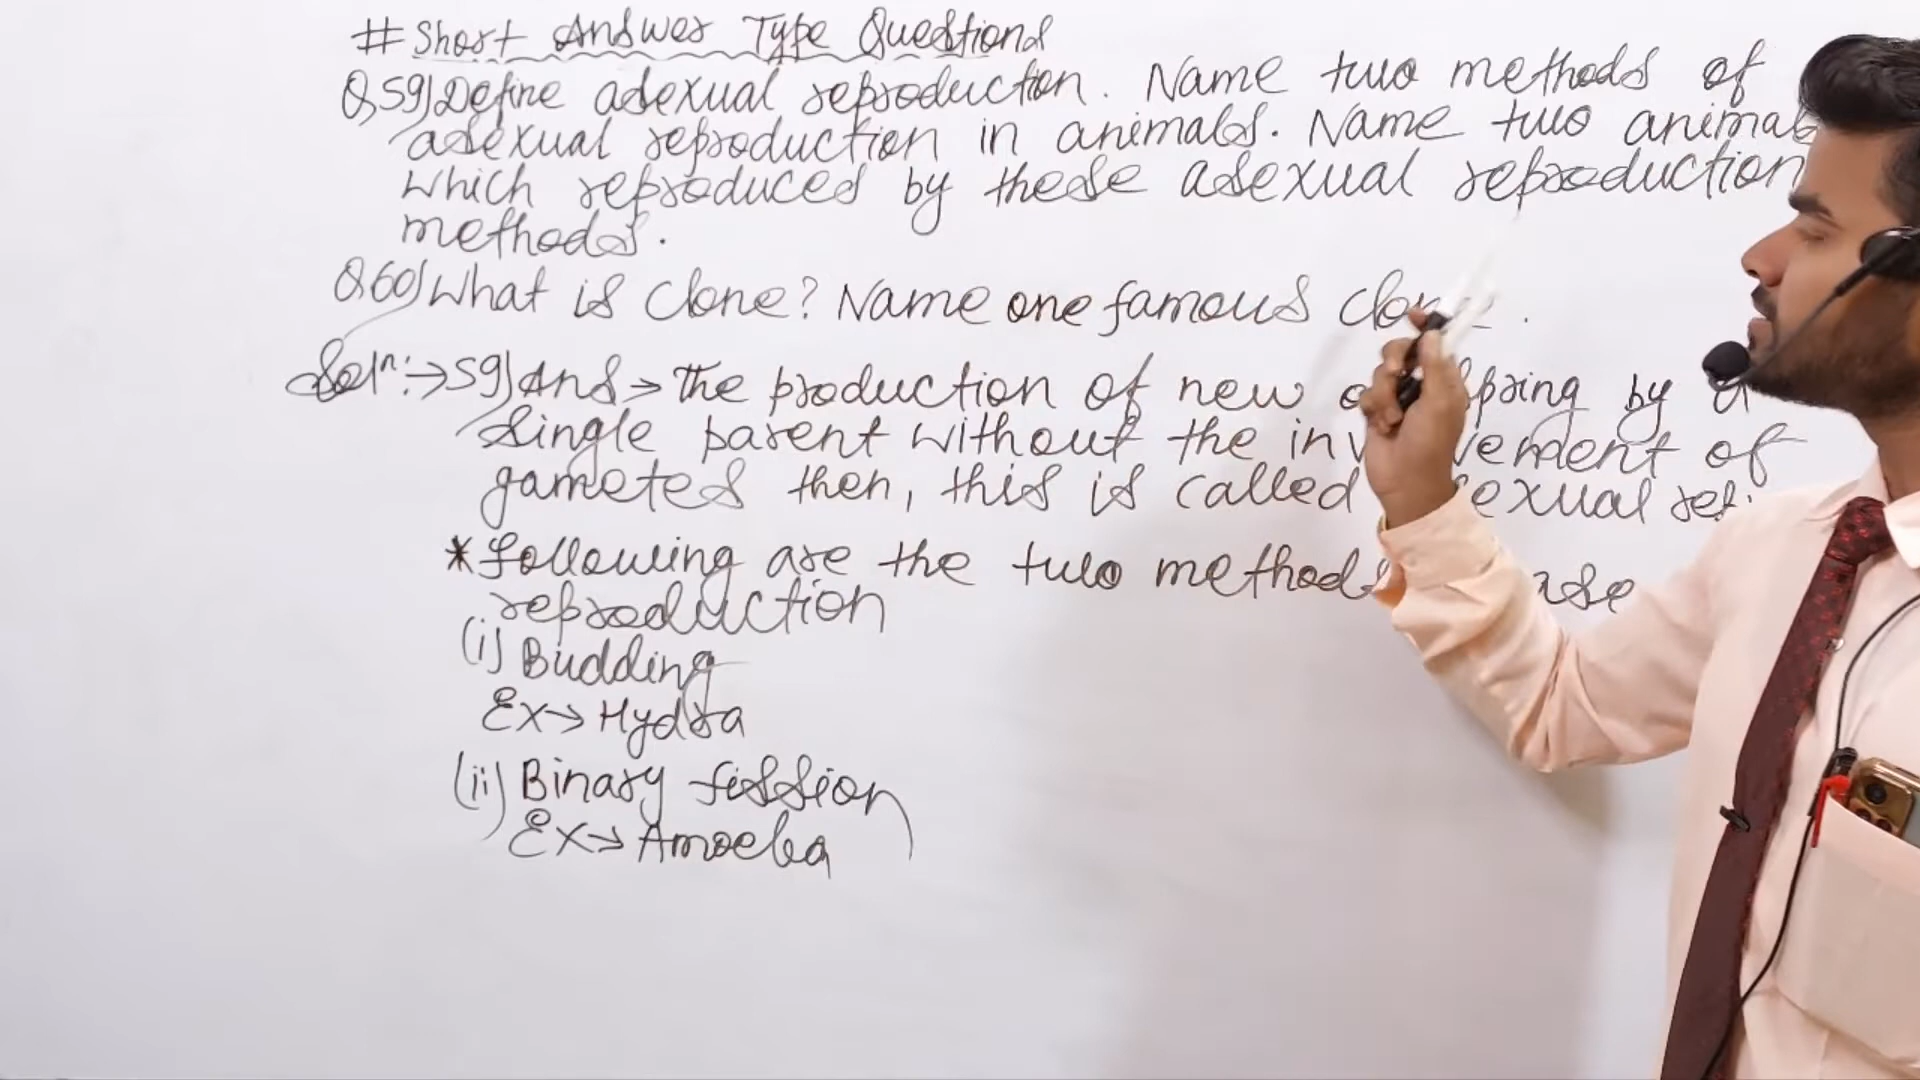 # Short Answer Type Questions
Q.59) Define asexual reproduction. Name two methods of
asexual reproduction in animals. Name two animals
which reproduces by these asexual reproduction
methods.
Q.60) What is clone? Name one famous clone.
Solⁿ:→ 59) Ans → The production of new offspring by a
single parent without the involvement of
gametes then, this is called asexual rep.
* following are the two methods
reproduction
(i) Budding
Ex → Hydra
(ii) Binary fission
Ex → Amoeba